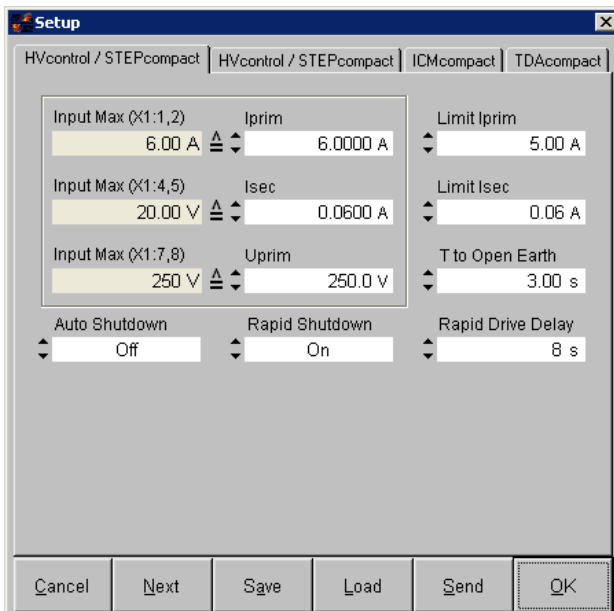 Setup
HVcontrol / STEPcompact HVcontrol / STEPcompact ICMcompact TDAcompact
Input Max (X1:1,2) Iprim Limit Iprim
6.00 A ≙ 6.0000 A 5.00 A
Input Max (X1:4,5) Isec Limit Isec
20.00 V ≙ 0.0600 A 0.06 A
Input Max (X1:7,8) Uprim T to Open Earth
250 V ≙ 250.0 V 3.00 s
Auto Shutdown Rapid Shutdown Rapid Drive Delay
Off On 8 s
Cancel Next Save Load Send OK